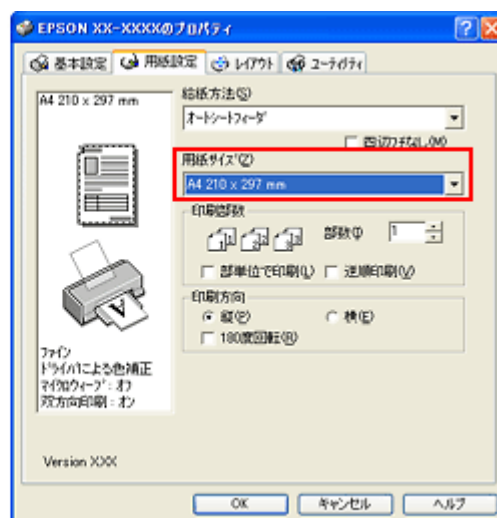 EPSON XX-XXXXのプロパティ
基本設定 用紙設定 レイアウト ユーティリティ
A4 210 x 297 mm
給紙方法(S)
オートシートフィーダ
四辺フチなし(M)
用紙サイズ(Z)
A4 210 x 297 mm
印刷部数
部数(I) 1
部単位で印刷(L) 逆順印刷(V)
印刷方向
縦(P) 横(E)
180度回転(R)
ファイン
ドライバによる色補正
マイクロウィーブ：オフ
双方向印刷：オン
Version X.XX
OK キャンセル ヘルプ